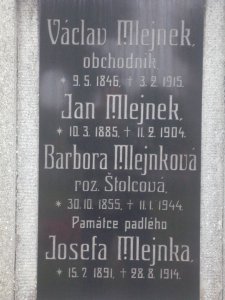 Václav Mlejnek,
obchodník
* 9. 5. 1846, † 3. 2. 1915.
Jan Mlejnek,
* 10. 3. 1885, † 11. 2. 1904.
Barbora Mlejnková
roz. Štolcová,
* 30. 10. 1855, † 11. 1. 1944.
Památce padlého
Josefa Mlejnka,
* 15. 2. 1891, † 28. 8. 1914.